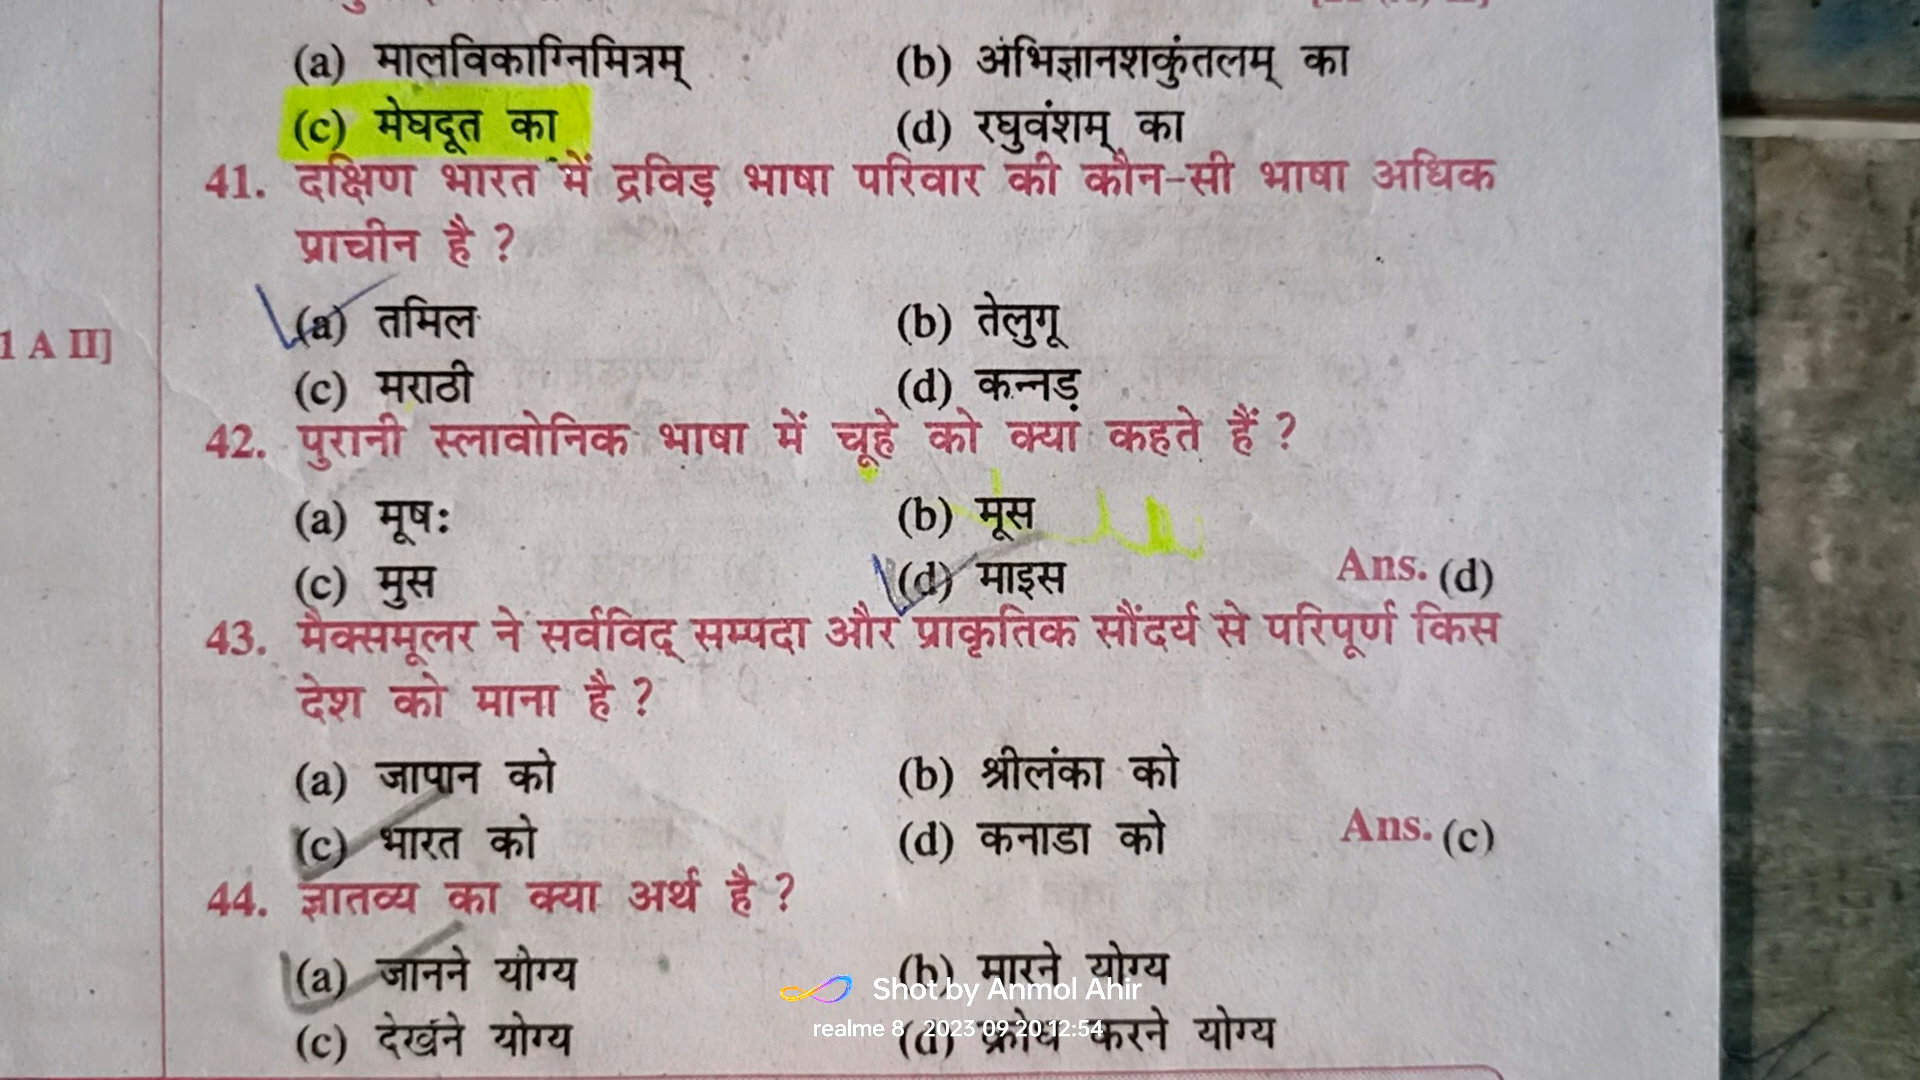 (a) मालविकाग्निमित्रम् (b) अभिज्ञानशकुंतलम् का
(c) मेघदूत का (d) रघुवंशम् का
41. दक्षिण भारत में द्रविड़ भाषा परिवार की कौन-सी भाषा अधिक
प्राचीन है ?
(a) तमिल (b) तेलुगू
1 A II]
(c) मराठी (d) कन्नड़
42. पुरानी स्लावोनिक भाषा में चूहे को क्या कहते हैं ?
(a) मूषः (b) मूस
(c) मुस (d) माइस Ans. (d)
43. मैक्समूलर ने सर्वविद् सम्पदा और प्राकृतिक सौंदर्य से परिपूर्ण किस
देश को माना है ?
(a) जापान को (b) श्रीलंका को
(c) भारत को (d) कनाडा को Ans. (c)
44. ज्ञातव्य का क्या अर्थ है ?
(a) जानने योग्य (b) मारने योग्य
(c) देखने योग्य (d) क्रोध करने योग्य
Shot by Anmol Ahir
realme 8 2023 09 20 12:54